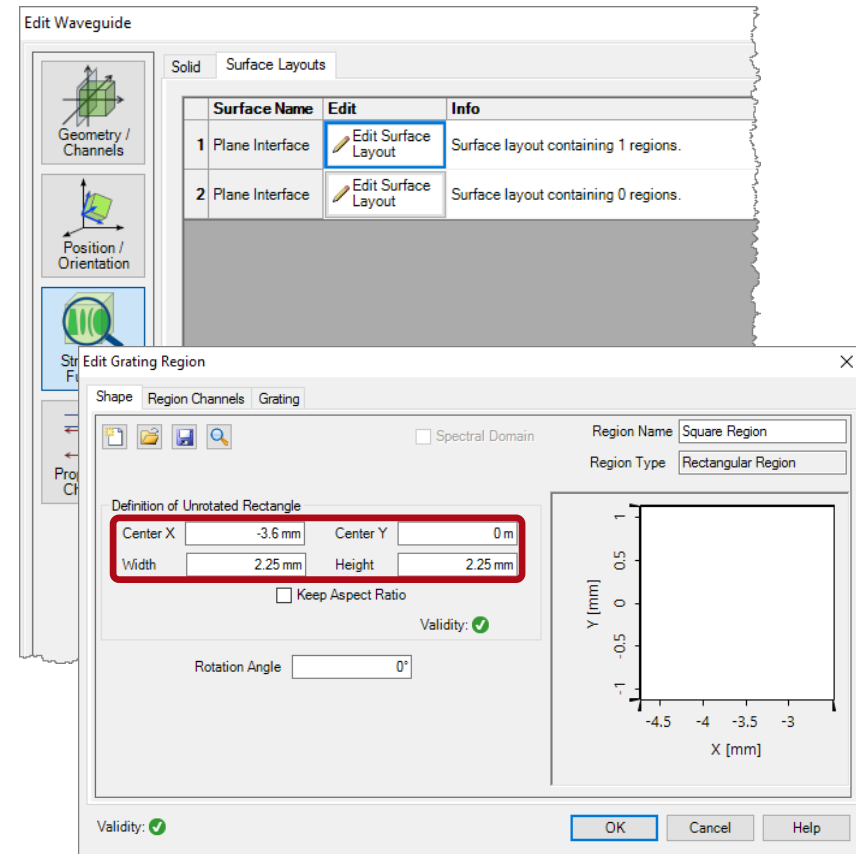 Edit Waveguide
Solid
Surface Layouts
Surface Name
Edit
Info
Geometry /
Channels
1
Plane Interface
Edit Surface
Layout
Surface layout containing 1 regions.
2
Plane Interface
Edit Surface
Layout
Surface layout containing 0 regions.
Position /
Orientation
Edit Grating Region
Shape
Region Channels
Grating
Spectral Domain
Region Name
Square Region
Region Type
Rectangular Region
Definition of Unrotated Rectangle
Center X
-3.6 mm
Center Y
0 m
Width
2.25 mm
Height
2.25 mm
Keep Aspect Ratio
Validity:
Rotation Angle
0°
Y [mm]
1
0.5
0
-0.5
-1
-4.5
-4
-3.5
-3
X [mm]
Validity:
OK
Cancel
Help